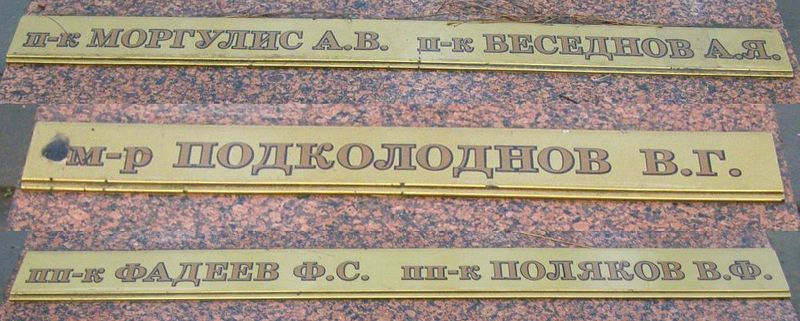 п-к МОРГУЛИС А.В. п-к БЕСЕДНОВ А.Я.
м-р ПОДКОЛОДНОВ В.Г.
пп-к ФАДЕЕВ Ф.С. пп-к ПОЛЯКОВ В.Ф.